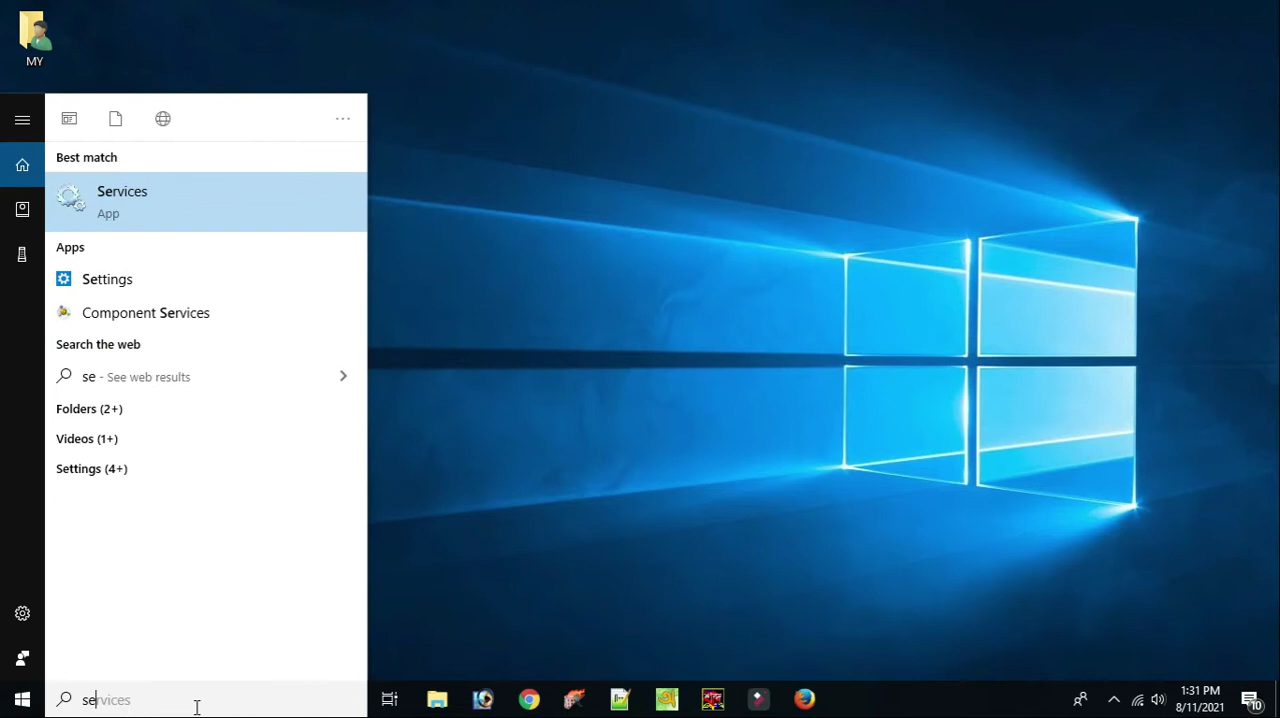 MY
Best match
Services
App
Apps
Settings
Component Services
Search the web
se - See web results
Folders (2+)
Videos (1+)
Settings (4+)
services
1:31 PM
8/11/2021
10